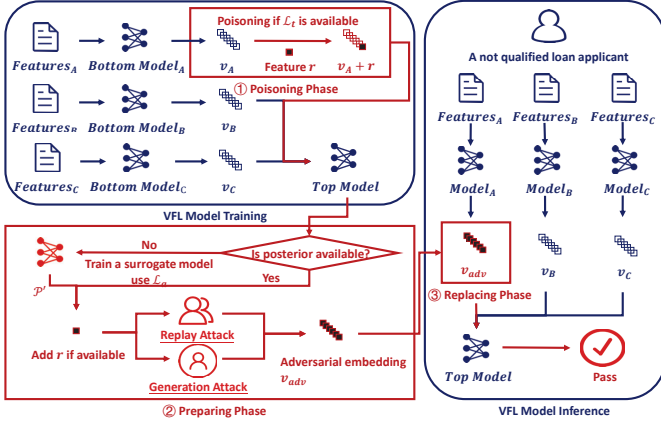 Poisoning if ℒ_t is available
Features_A
Bottom Model_A
v_A
Feature r
v_A + r
① Poisoning Phase
Features_B
Bottom Model_B
v_B
Features_C
Bottom Model_C
v_C
Top Model
VFL Model Training
No
Is posterior available?
Train a surrogate model
use ℒ_a
Yes
𝒫′
Add r if available
Replay Attack
Generation Attack
Adversarial embedding
v_adv
② Preparing Phase
A not qualified loan applicant
Features_A
Features_B
Features_C
Model_A
Model_B
Model_C
v_adv
v_B
v_C
③ Replacing Phase
Top Model
Pass
VFL Model Inference